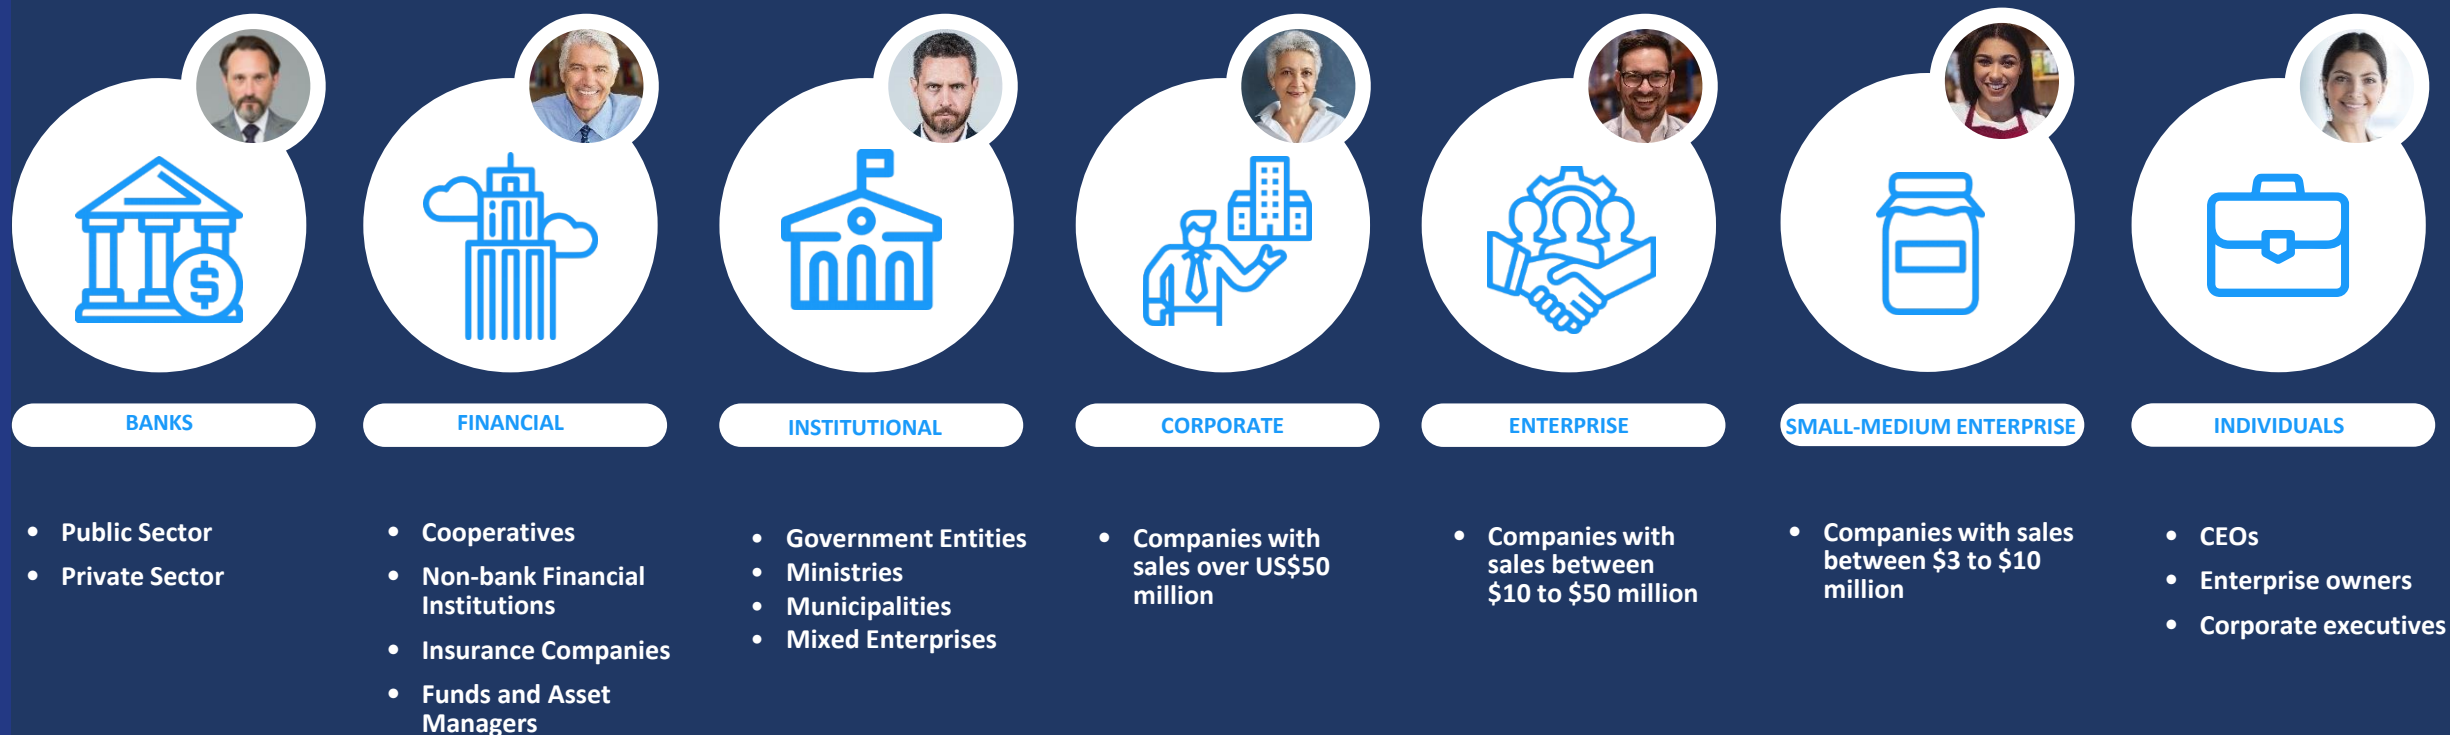 BANKS
Public Sector
Private Sector
FINANCIAL
Cooperatives
Non-bank Financial
Institutions
Insurance Companies
Funds and Asset
Managers
INSTITUTIONAL
Government Entities
Ministries
Municipalities
Mixed Enterprises
CORPORATE
Companies with
sales over US$50
million
ENTERPRISE
Companies with
sales between
$10 to $50 million
SMALL-MEDIUM ENTERPRISE
Companies with sales
between $3 to $10
million
INDIVIDUALS
CEOs
Enterprise owners
Corporate executives